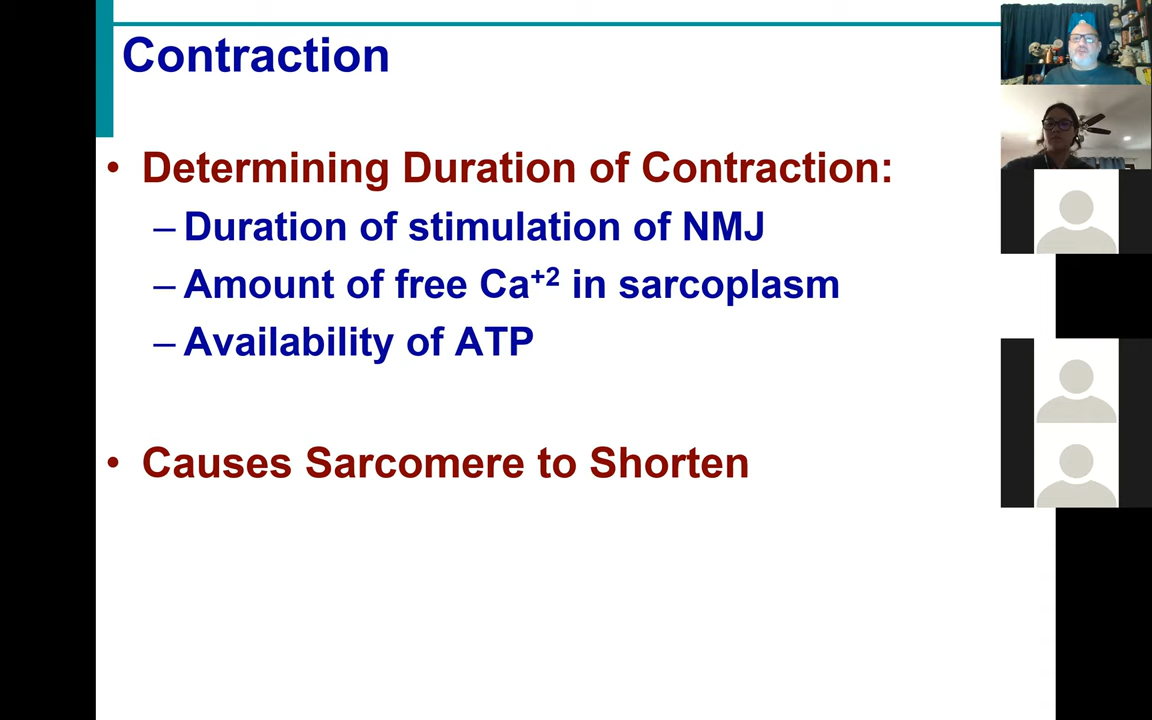 Contraction
• Determining Duration of Contraction:
– Duration of stimulation of NMJ
– Amount of free Ca⁺² in sarcoplasm
– Availability of ATP
• Causes Sarcomere to Shorten